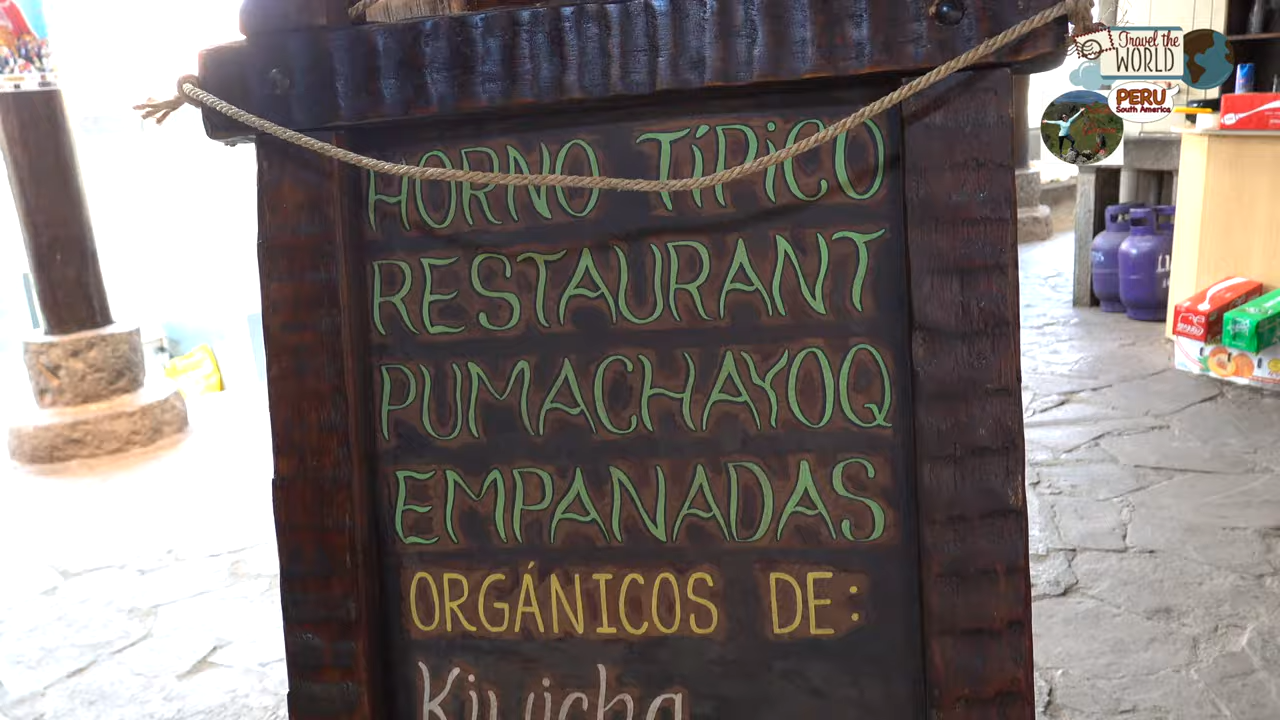 HORNO TÍPICO
RESTAURANT
PUMACHAYOQ
EMPANADAS
ORGÁNICOS DE:
Kiwicha
Travel the
WORLD
PERU
South America